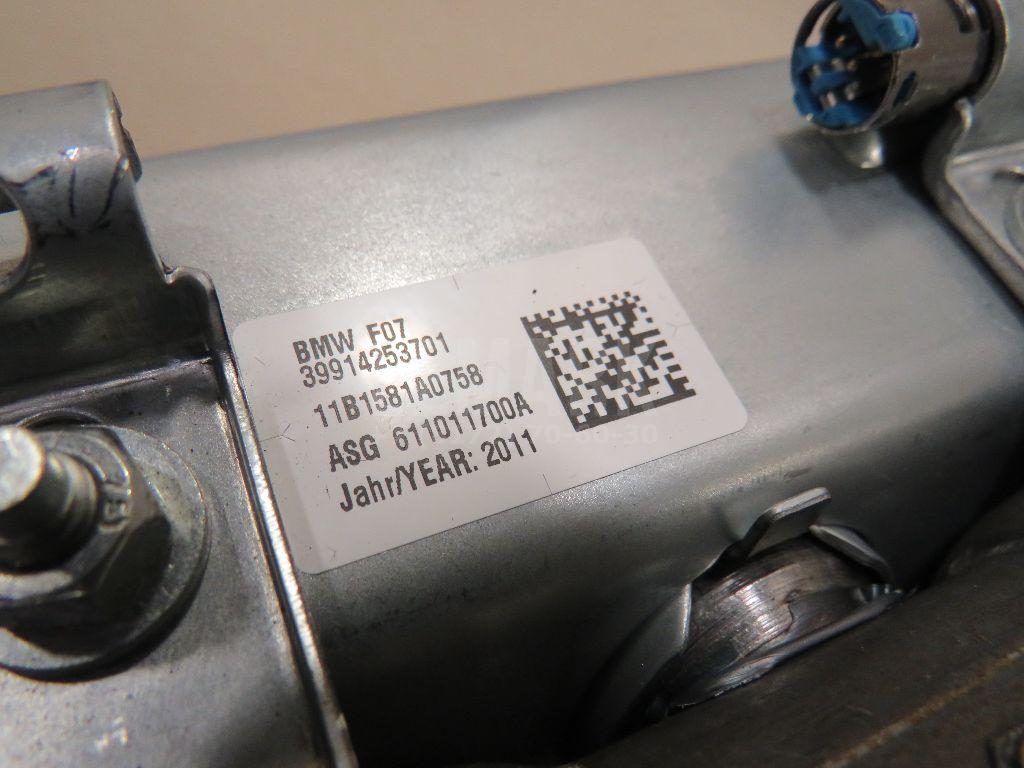 BMW F07
39914253701
11B1581A0758
ASG 611011700A
Jahr/YEAR: 2011